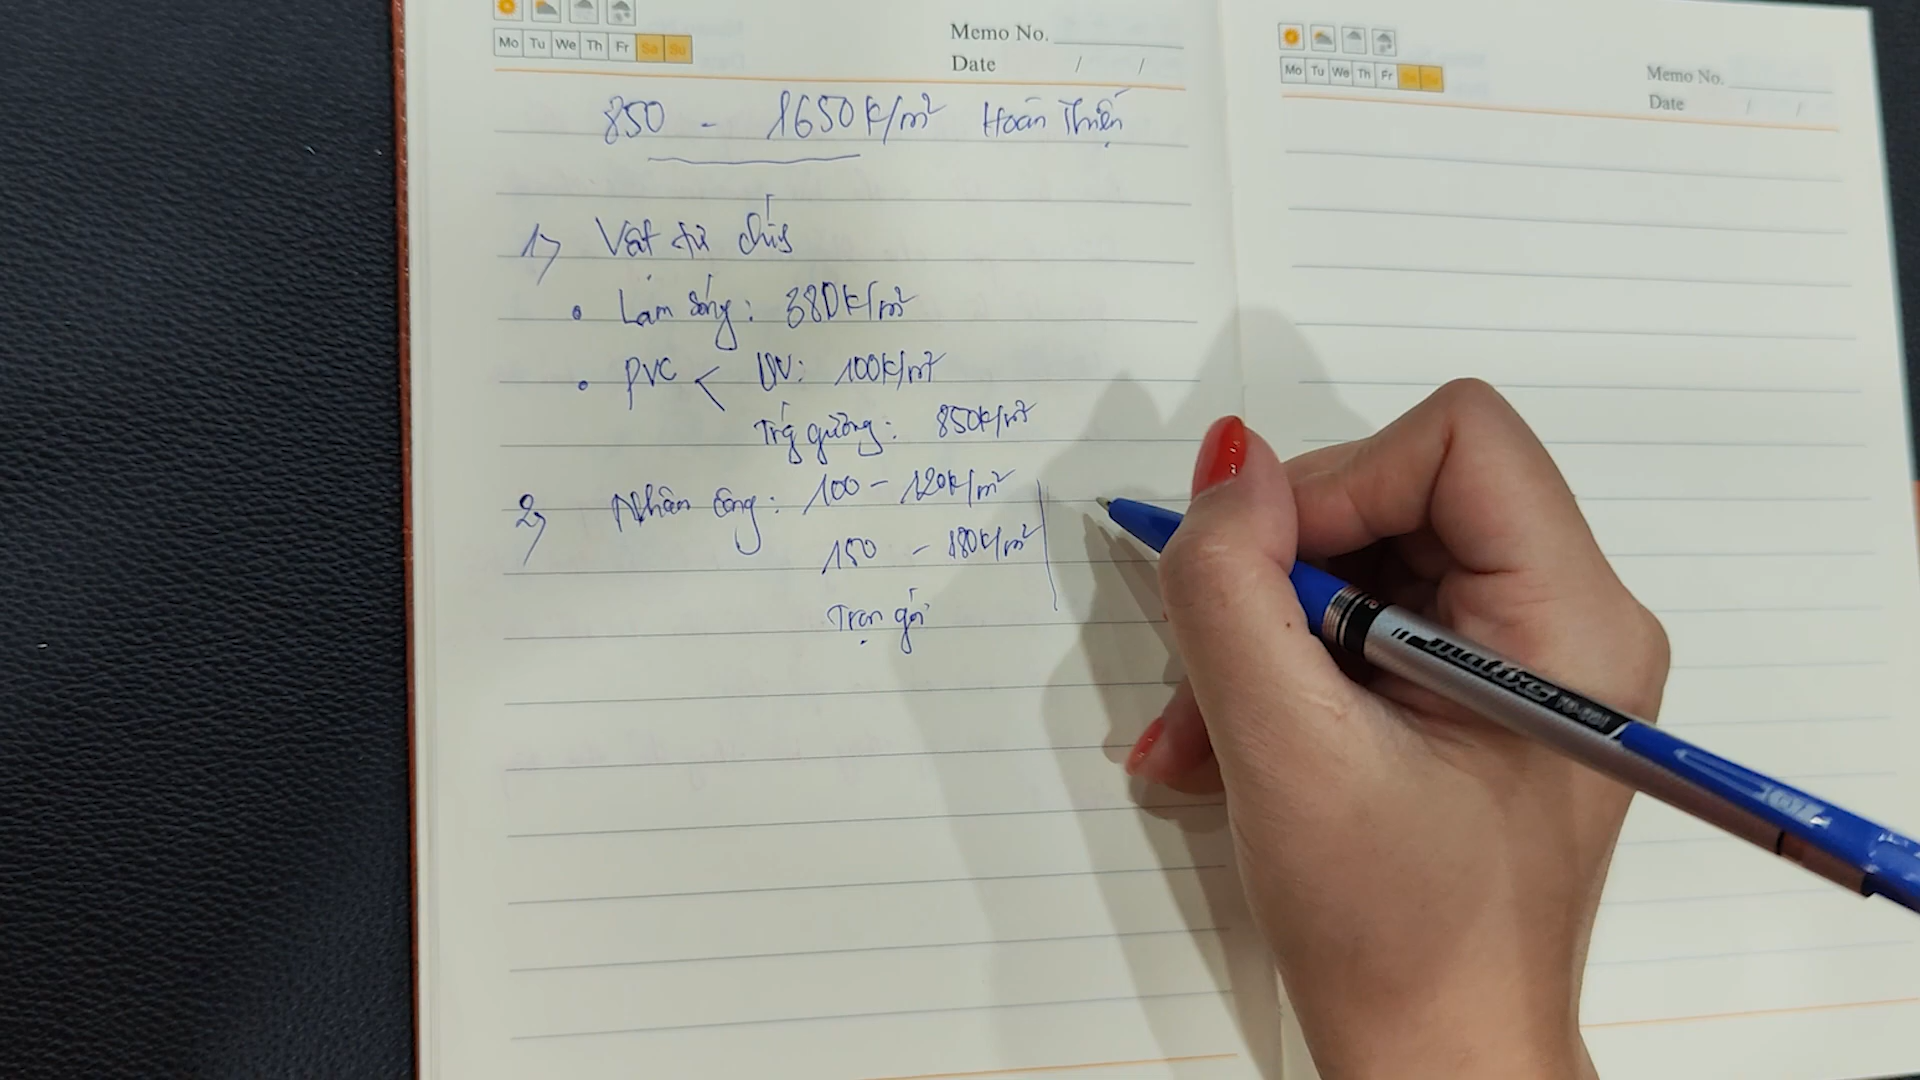 Mo Tu We Th Fr Sa Su
Memo No.
Date / /
850 - 1650k/m² Hoàn Thiện
1) Vật tư chính
• Lam sóng: 380k/m²
• PVC < UV: 100k/m²
Tráng gương: 850k/m²
2) Nhân công: 100 - 120k/m²
150 - 180k/m²
Trọn gói
Mo Tu We Th Fr Sa Su
Memo No.
Date / /